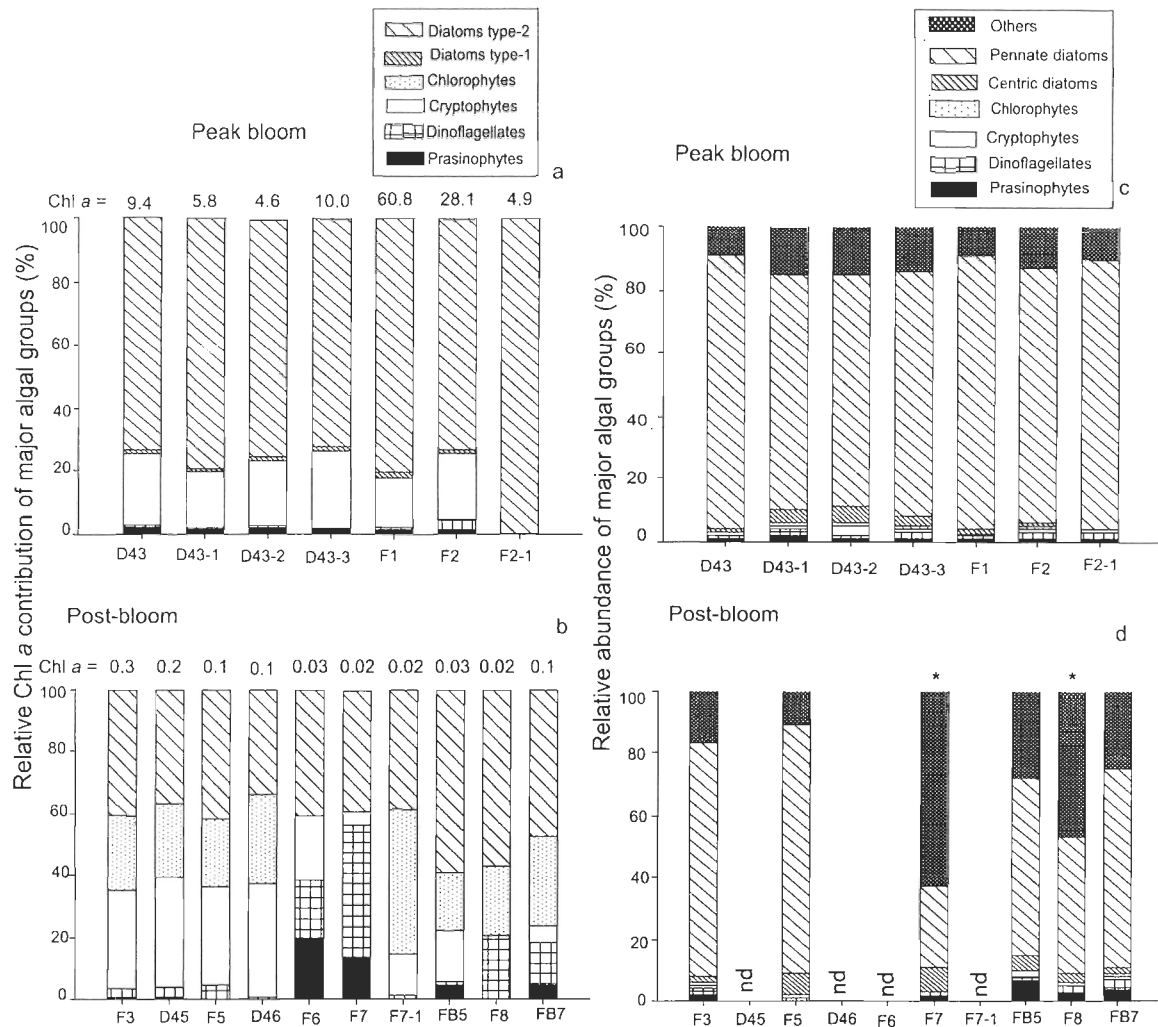 Diatoms type-2
Diatoms type-1
Chlorophytes
Cryptophytes
Dinoflagellates
Prasinophytes
Peak bloom
a
Chl a = 9.4 5.8 4.6 10.0 60.8 28.1 4.9
100
80
60
40
20
0
D43 D43-1 D43-2 D43-3 F1 F2 F2-1
Relative Chl a contribution of major algal groups (%)
Post-bloom
b
Chl a = 0.3 0.2 0.1 0.1 0.03 0.02 0.02 0.03 0.02 0.1
100
80
60
40
20
0
F3 D45 F5 D46 F6 F7 F7-1 FB5 F8 FB7
Others
Pennate diatoms
Centric diatoms
Chlorophytes
Cryptophytes
Dinoflagellates
Prasinophytes
Peak bloom
c
100
80
60
40
20
0
D43 D43-1 D43-2 D43-3 F1 F2 F2-1
Relative abundance of major algal groups (%)
Post-bloom
d
* *
100
80
60
40
20
0
nd nd nd nd
F3 D45 F5 D46 F6 F7 F7-1 FB5 F8 FB7